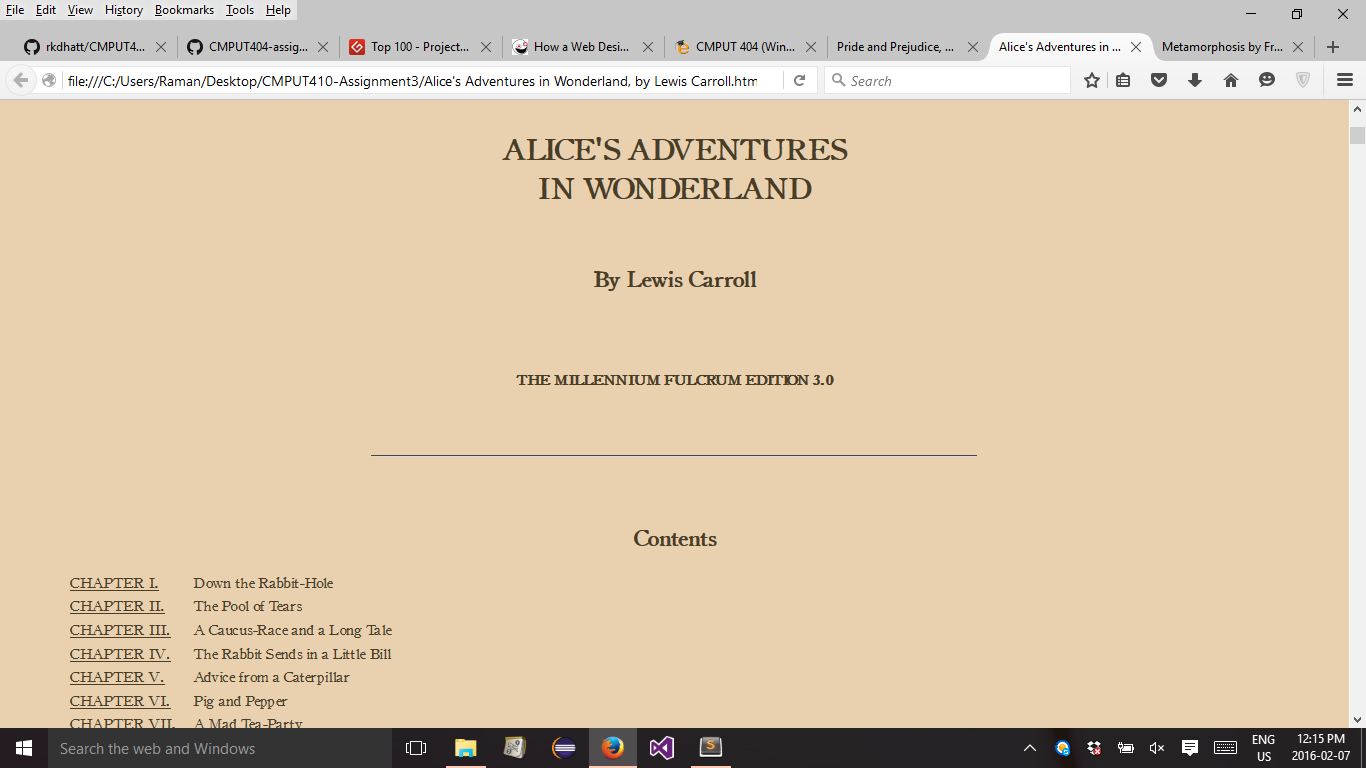 File Edit View History Bookmarks Tools Help
rkdhatt/CMPUT4... CMPUT404-assig... Top 100 - Project... How a Web Desi... CMPUT 404 (Win... Pride and Prejudice, ... Alice's Adventures in ... Metamorphosis by Fr...
file:///C:/Users/Raman/Desktop/CMPUT410-Assignment3/Alice's Adventures in Wonderland, by Lewis Carroll.htm Search
ALICE'S ADVENTURES
IN WONDERLAND
By Lewis Carroll
THE MILLENNIUM FULCRUM EDITION 3.0
Contents
CHAPTER I. Down the Rabbit-Hole
CHAPTER II. The Pool of Tears
CHAPTER III. A Caucus-Race and a Long Tale
CHAPTER IV. The Rabbit Sends in a Little Bill
CHAPTER V. Advice from a Caterpillar
CHAPTER VI. Pig and Pepper
CHAPTER VII. A Mad Tea-Party
Search the web and Windows ENG 12:15 PM
US 2016-02-07